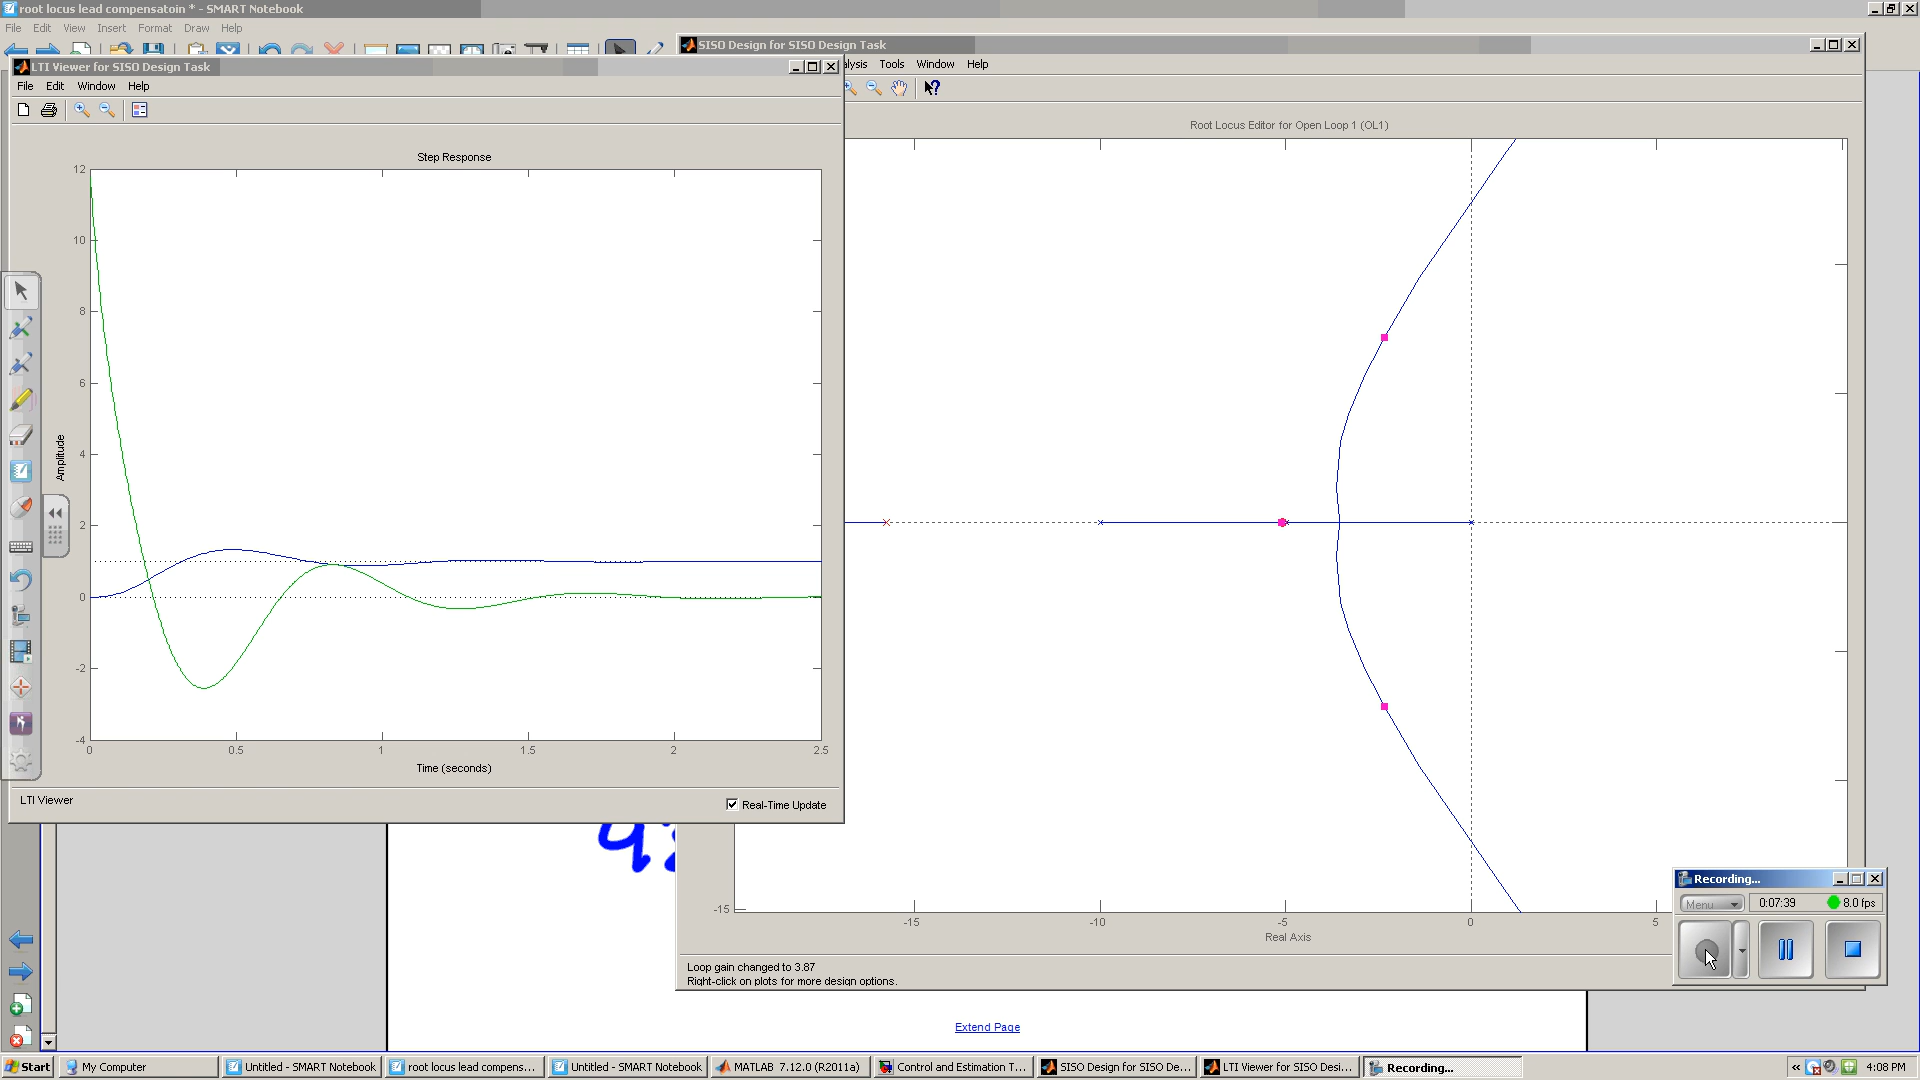 root locus lead compensatoin * - SMART Notebook
File Edit View Insert Format Draw Help
SISO Design for SISO Design Task
LTI Viewer for SISO Design Task
alysis Tools Window Help
File Edit Window Help
Root Locus Editor for Open Loop 1 (OL1)
Step Response
12
10
8
6
4
2
0
-2
-4
Amplitude
0 0.5 1 1.5 2 2.5
Time (seconds)
LTI Viewer
Real-Time Update
-15
-15 -10 -5 0 5
Real Axis
Loop gain changed to 3.87
Right-click on plots for more design options.
Recording...
Menu 0:07:39 8.0 fps
Extend Page
Start My Computer Untitled - SMART Notebook root locus lead compens... Untitled - SMART Notebook MATLAB 7.12.0 (R2011a) Control and Estimation T... SISO Design for SISO De... LTI Viewer for SISO Desi... Recording... 4:08 PM